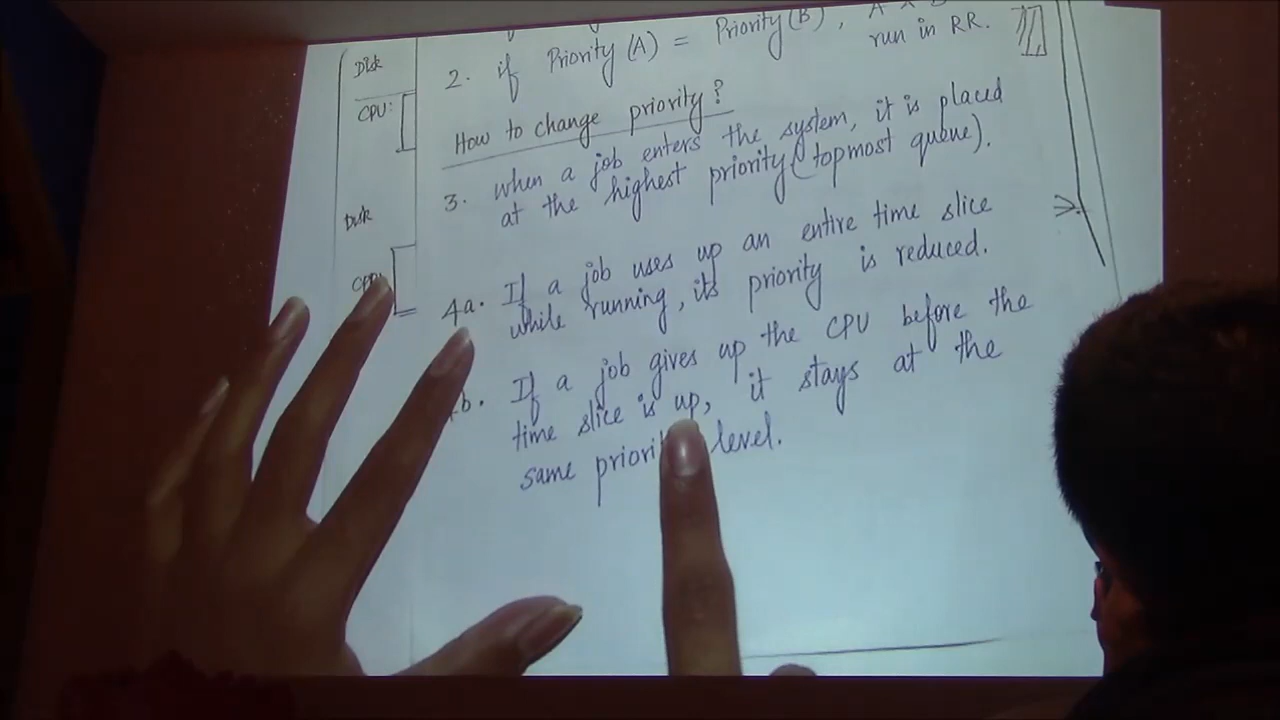 Disk
CPU:
Disk
CPU:
Priority (B), A
2. if Priority (A) =
run in RR.
How to change priority?
3. When a job enters the system, it is placed
at the highest priority (topmost queue).
4a. If a job uses up an entire time slice
while running, its priority is reduced.
b. If a job gives up the CPU before the
time slice is up, it stays at the
same priori level.